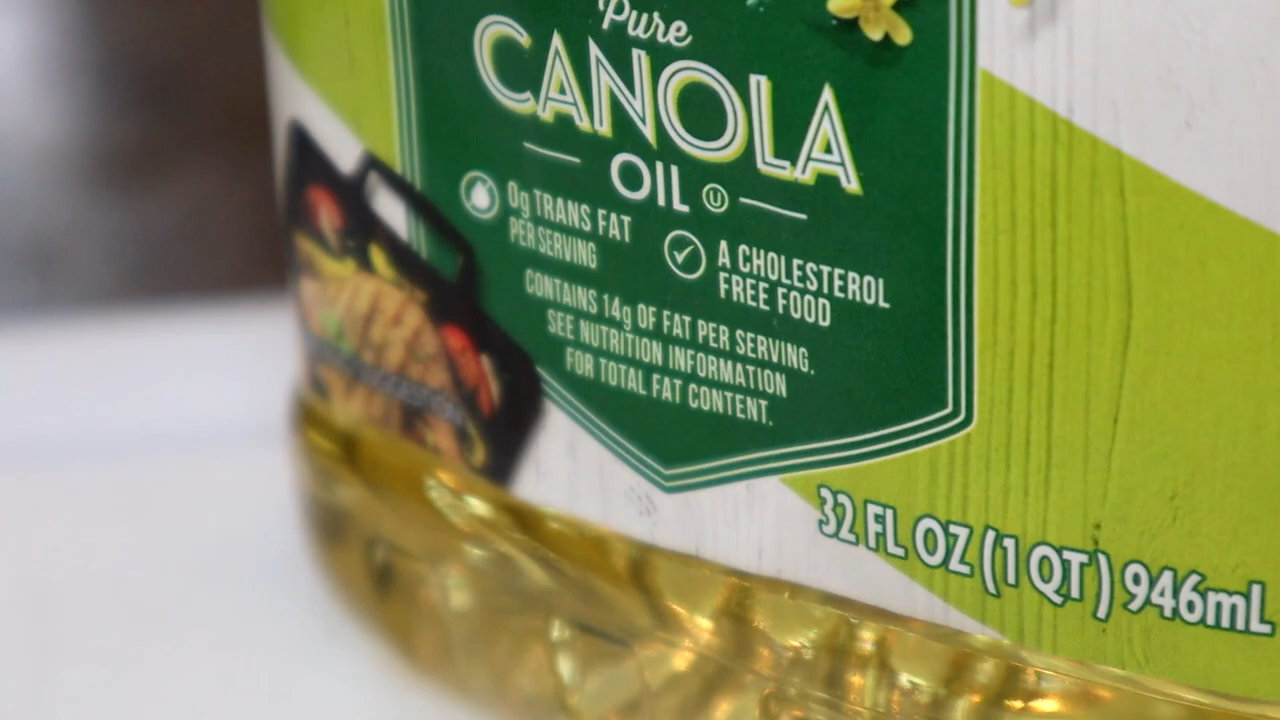 Pure
CANOLA
OIL Ⓤ
0g TRANS FAT
PER SERVING
A CHOLESTEROL
FREE FOOD
CONTAINS 14g OF FAT PER SERVING.
SEE NUTRITION INFORMATION
FOR TOTAL FAT CONTENT.
32 FL OZ (1 QT) 946mL